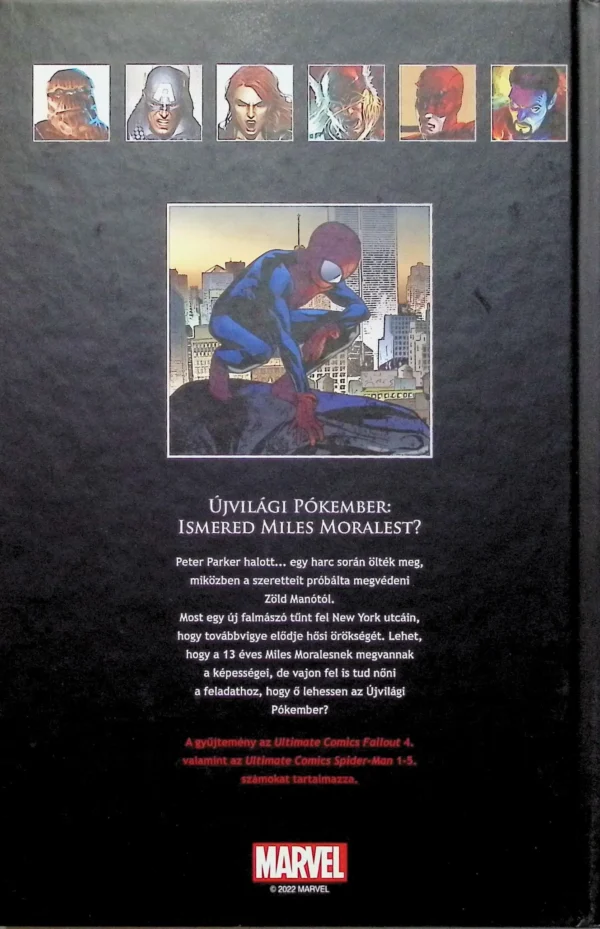 ÚJVILÁGI PÓKEMBER:
ISMERED MILES MORALEST?
Peter Parker halott... egy harc során ölték meg,
miközben a szeretteit próbálta megvédeni
Zöld Manótól.
Most egy új falmászó tűnt fel New York utcáin,
hogy továbbvigye elődje hősi örökségét. Lehet,
hogy a 13 éves Miles Moralesnek megvannak
a képességei, de vajon fel is tud nőni
a feladathoz, hogy ő lehessen az Újvilági
Pókember?
A gyűjtemény az Ultimate Comics Fallout 4.
valamint az Ultimate Comics Spider-Man 1-5.
számokat tartalmazza.
MARVEL
© 2022 MARVEL